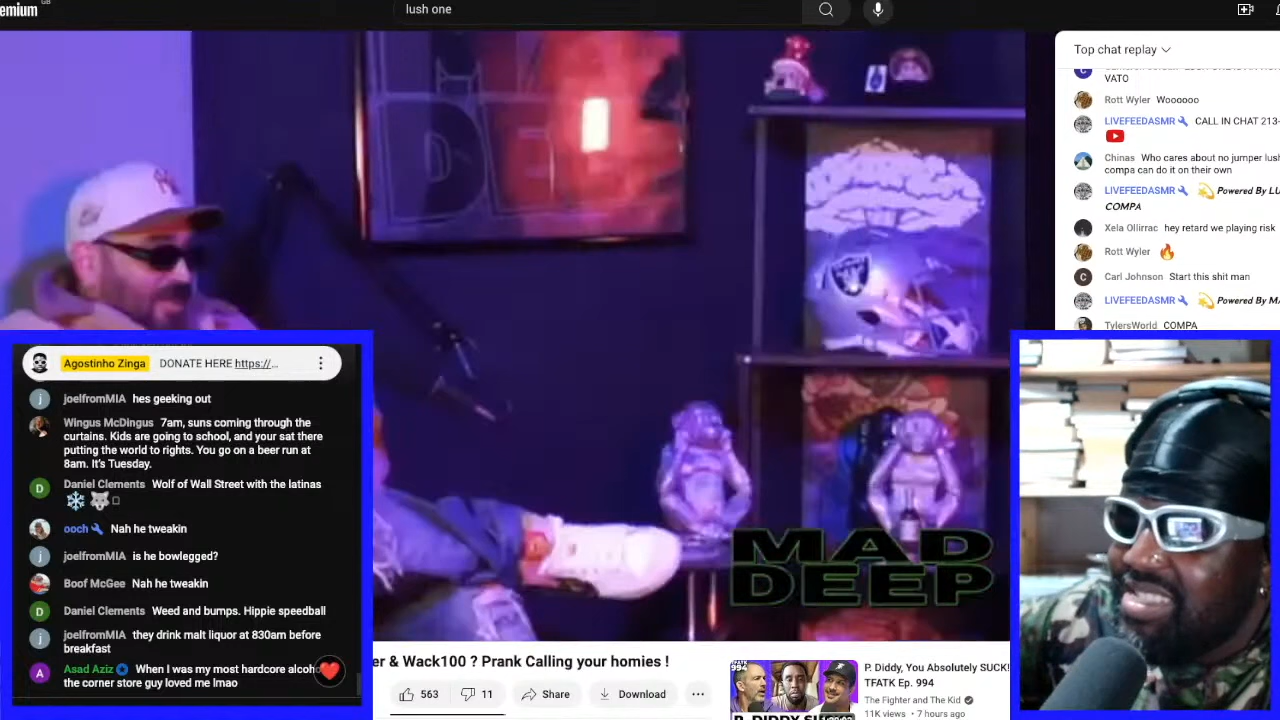 emium GB
lush one
Top chat replay
VATO
Rott Wyler Woooooo
LIVEFEEDASMR CALL IN CHAT 213-
Chinas Who cares about no jumper lush
compa can do it on their own
LIVEFEEDASMR Powered By LU
COMPA
Xela Ollirrac hey retard we playing risk
Rott Wyler
Carl Johnson Start this shit man
LIVEFEEDASMR Powered By MA
TylersWorld COMPA
Agostinho Zinga DONATE HERE https://...
joelfromMIA hes geeking out
Wingus McDingus 7am, suns coming through the
curtains. Kids are going to school, and your sat there
putting the world to rights. You go on a beer run at
8am. It's Tuesday.
Daniel Clements Wolf of Wall Street with the latinas
ooch Nah he tweakin
joelfromMIA is he bowlegged?
Boof McGee Nah he tweakin
Daniel Clements Weed and bumps. Hippie speedball
joelfromMIA they drink malt liquor at 830am before
breakfast
Asad Aziz When I was my most hardcore alcoh
the corner store guy loved me lmao
MAD
DEEP
er & Wack100 ? Prank Calling your homies !
563
11
Share
Download
TFATK
994
P. Diddy, You Absolutely SUCK!
TFATK Ep. 994
The Fighter and The Kid
11K views • 7 hours ago